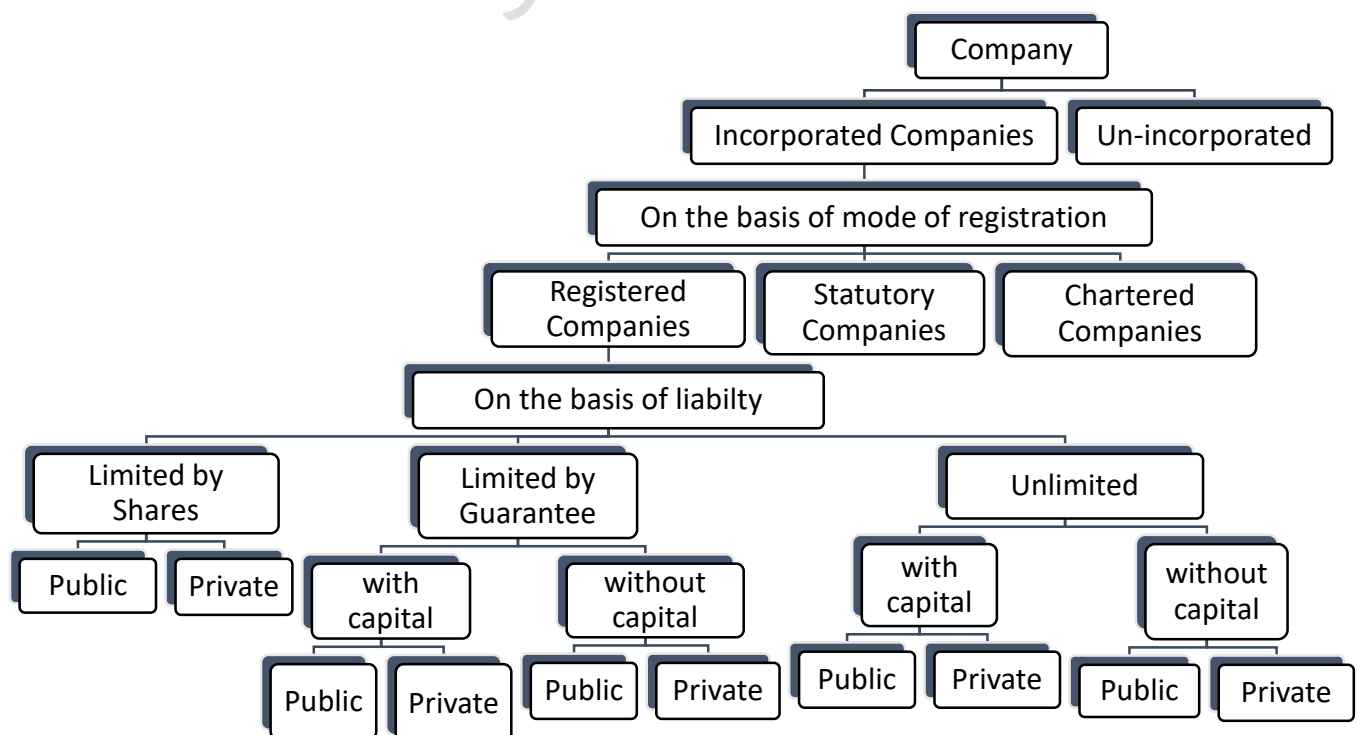 Company
Incorporated Companies
Un-incorporated
On the basis of mode of registration
Registered
Companies
Statutory
Companies
Chartered
Companies
On the basis of liabilty
Limited by
Shares
Limited by
Guarantee
Unlimited
Public
Private
with
capital
without
capital
with
capital
without
capital
Public
Private
Public
Private
Public
Private
Public
Private